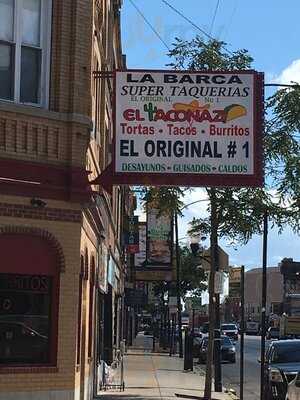 LA BARCA
SUPER TAQUERIAS
EL ORIGINAL No 1
EL TACONAZO
Tortas • Tacos • Burritos
EL ORIGINAL # 1
DESAYUNOS • GUISADOS • CALDOS